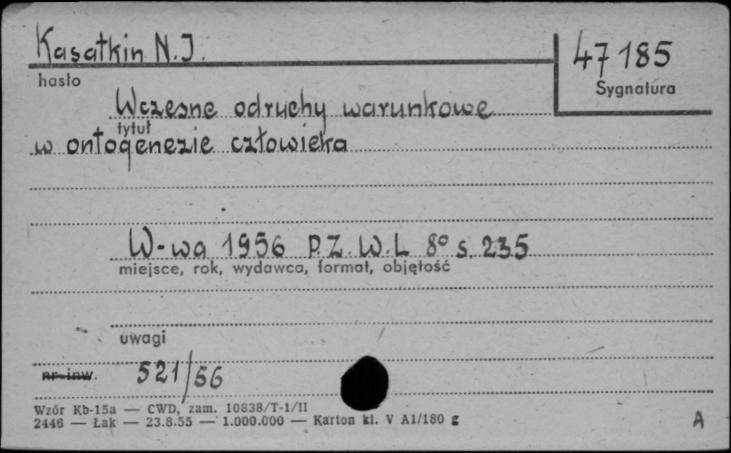 Kasatkin N.J.
47185
hasło
Sygnatura
Wczesne odruchy warunkowe
tytuł
w ontogenezie człowieka
W-wa 1956 P.Z.W.L 8° s. 235
miejsce, rok, wydawca, format, objętość
uwagi
nr-inw. 521/56
Wzór Kb-15a — CWD, zam. 10838/T-1/II
2446 — Łak — 23.8.55 — 1.000.000 — Karton kl. V A1/180 g
A